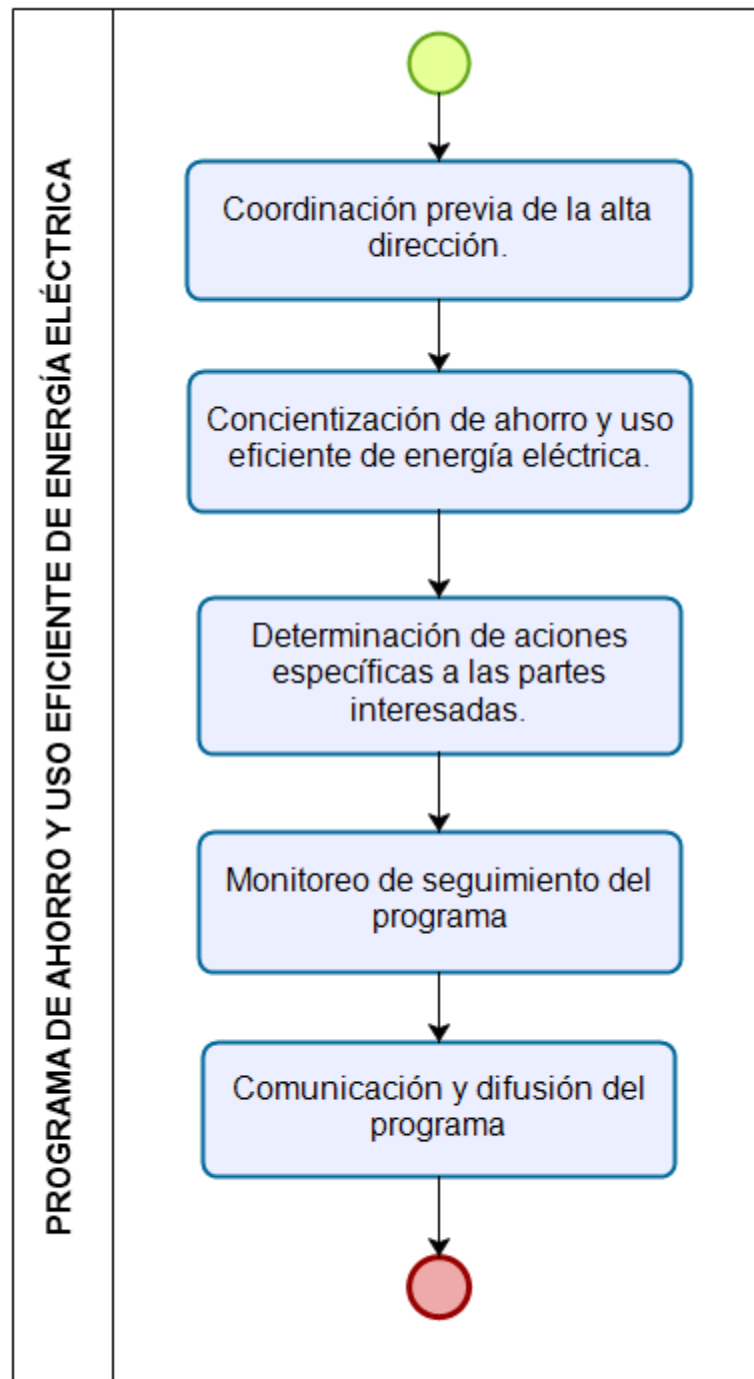 PROGRAMA DE AHORRO Y USO EFICIENTE DE ENERGÍA ELÉCTRICA
Coordinación previa de la alta
dirección.
Concientización de ahorro y uso
eficiente de energía eléctrica.
Determinación de aciones
específicas a las partes
interesadas.
Monitoreo de seguimiento del
programa
Comunicación y difusión del
programa